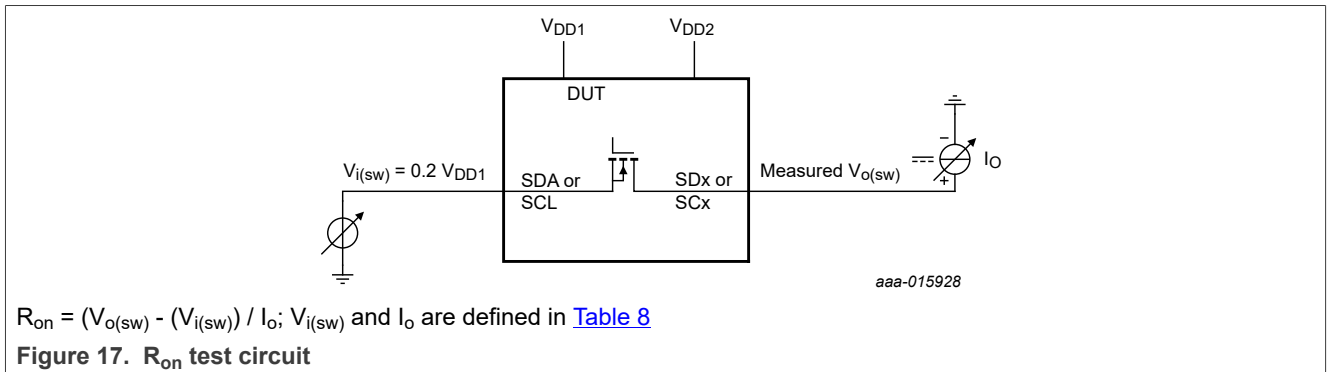 VDD1 VDD2
DUT
Vi(sw) = 0.2 VDD1
SDA or
SCL
SDx or
SCx
Measured Vo(sw)
−
+
IO
aaa-015928
Ron = (Vo(sw) - (Vi(sw)) / Io; Vi(sw) and Io are defined in Table 8
Figure 17. Ron test circuit